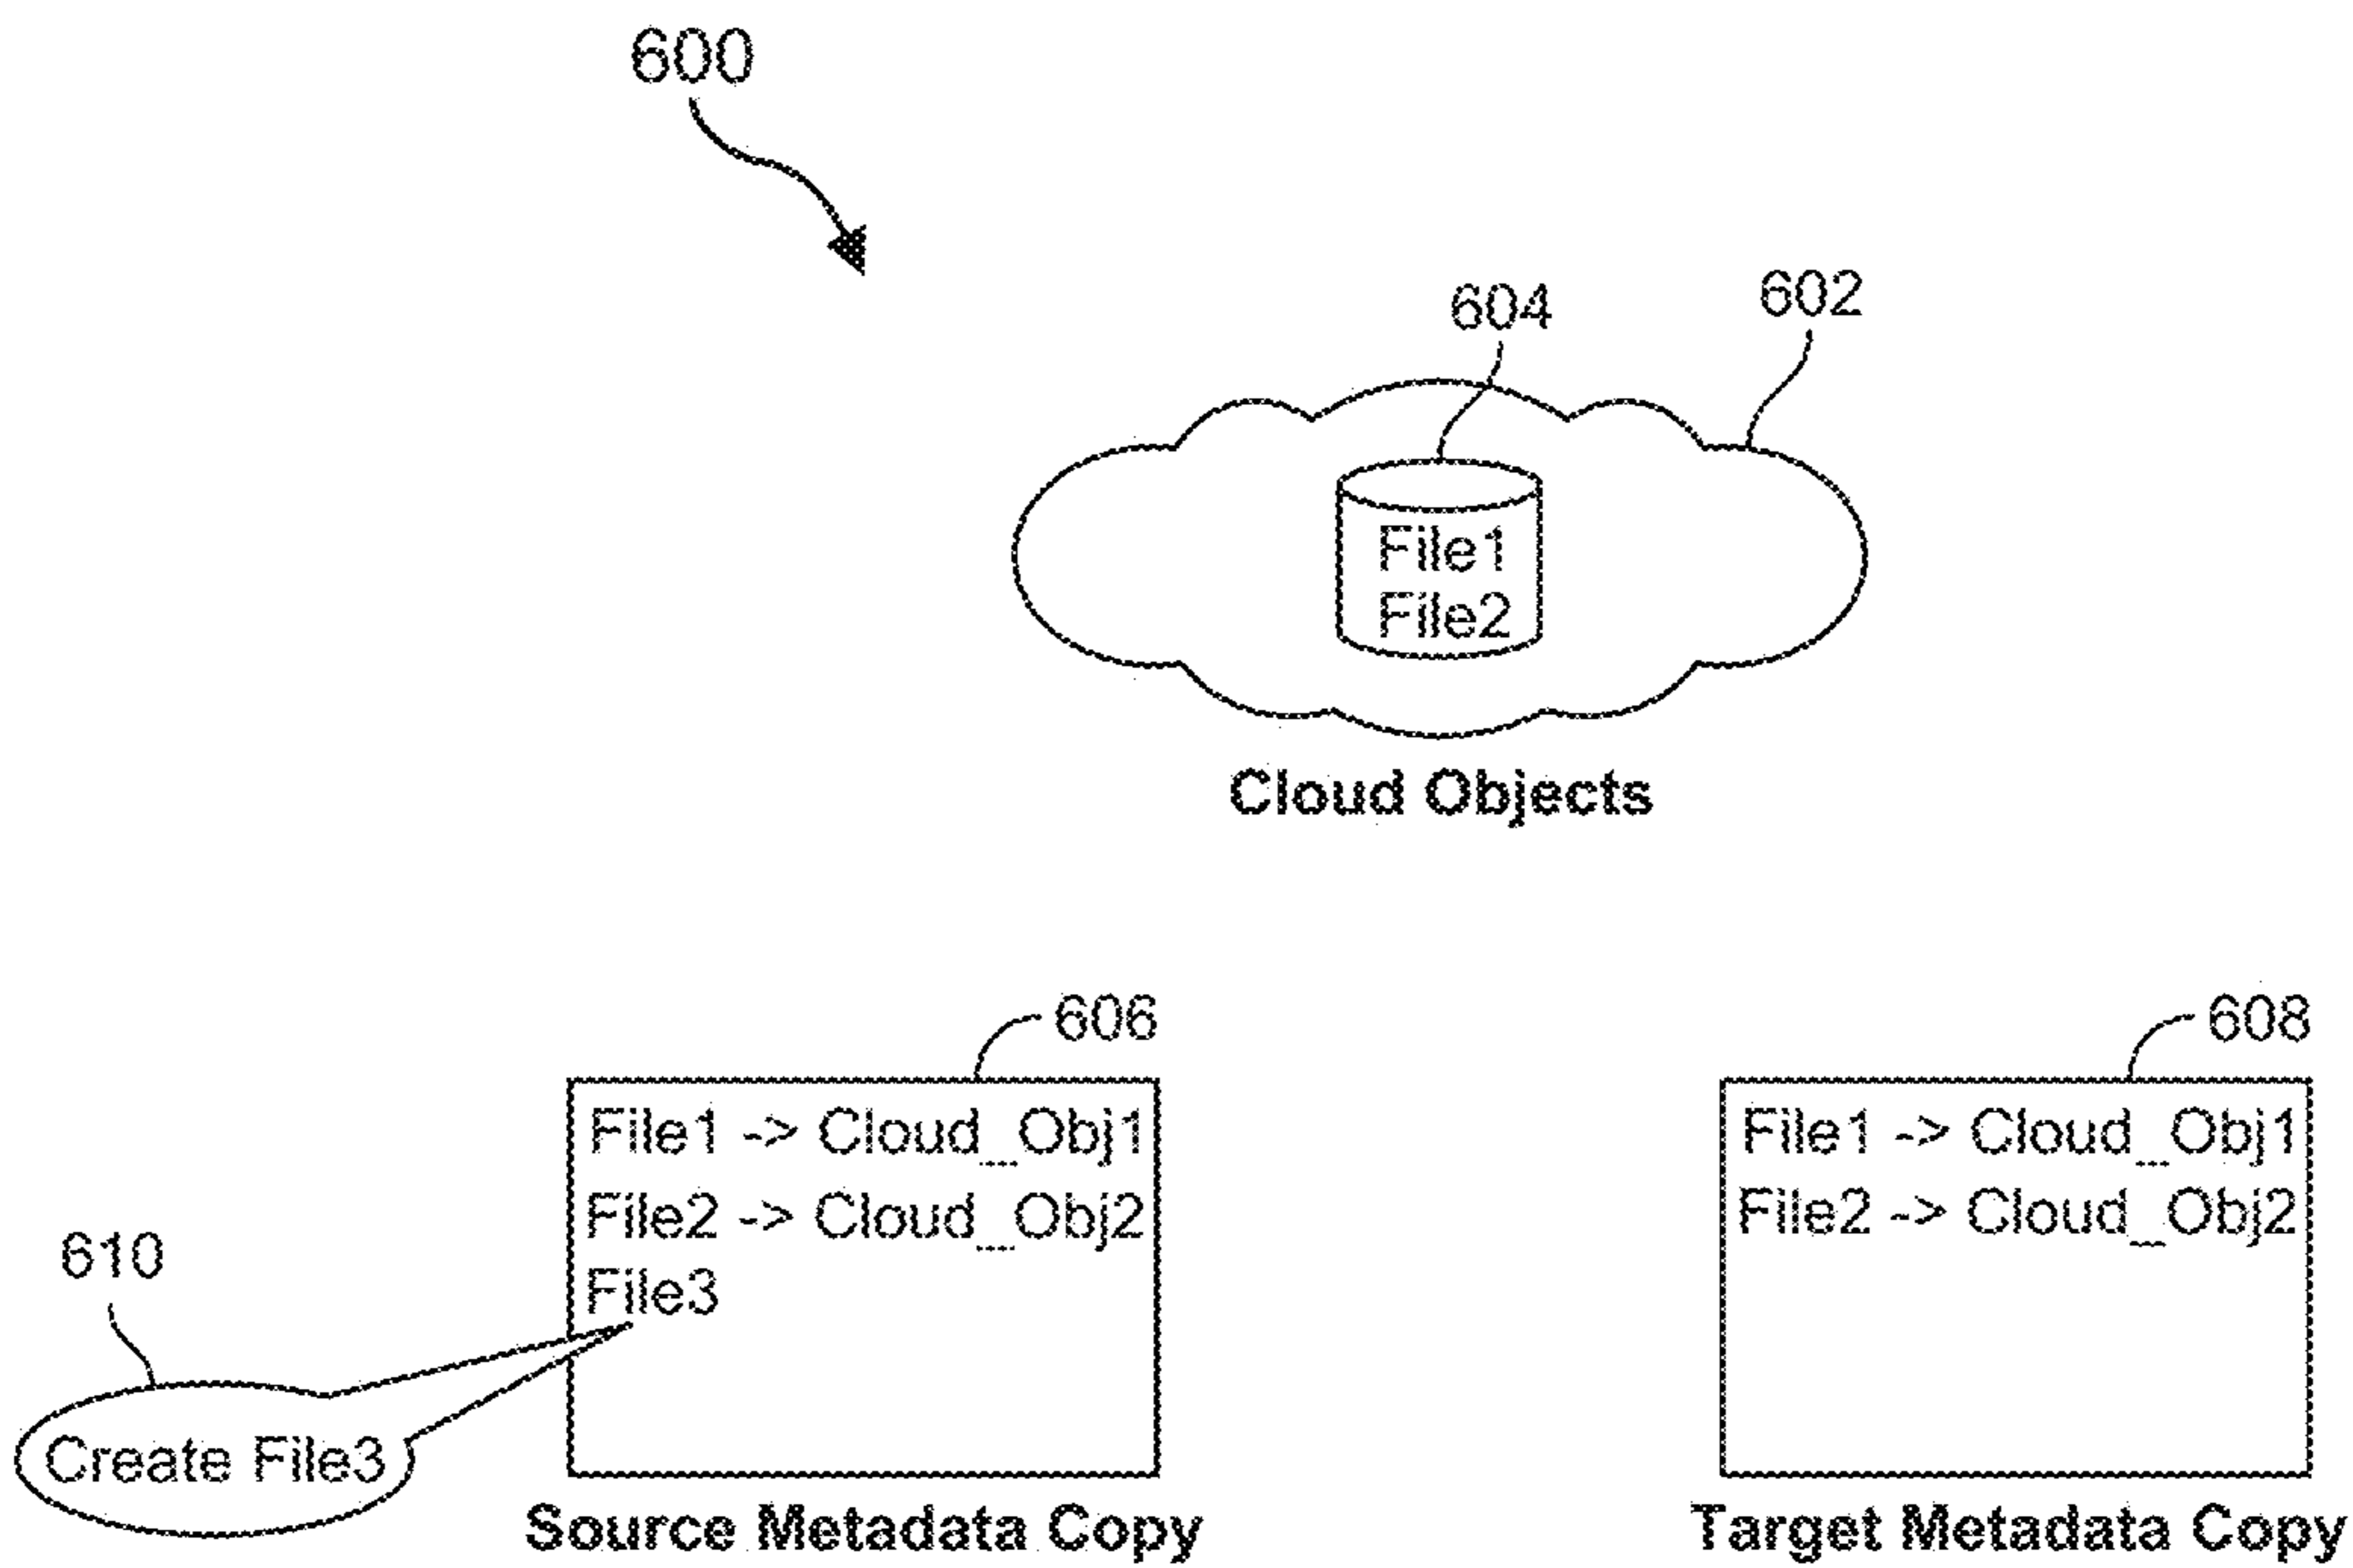 600
604
602
File1
File2
Cloud Objects
606
File1 -> Cloud_Obj1
File2 -> Cloud_Obj2
File3
608
File1 -> Cloud_Obj1
File2 -> Cloud_Obj2
610
Create File3
Source Metadata Copy
Target Metadata Copy